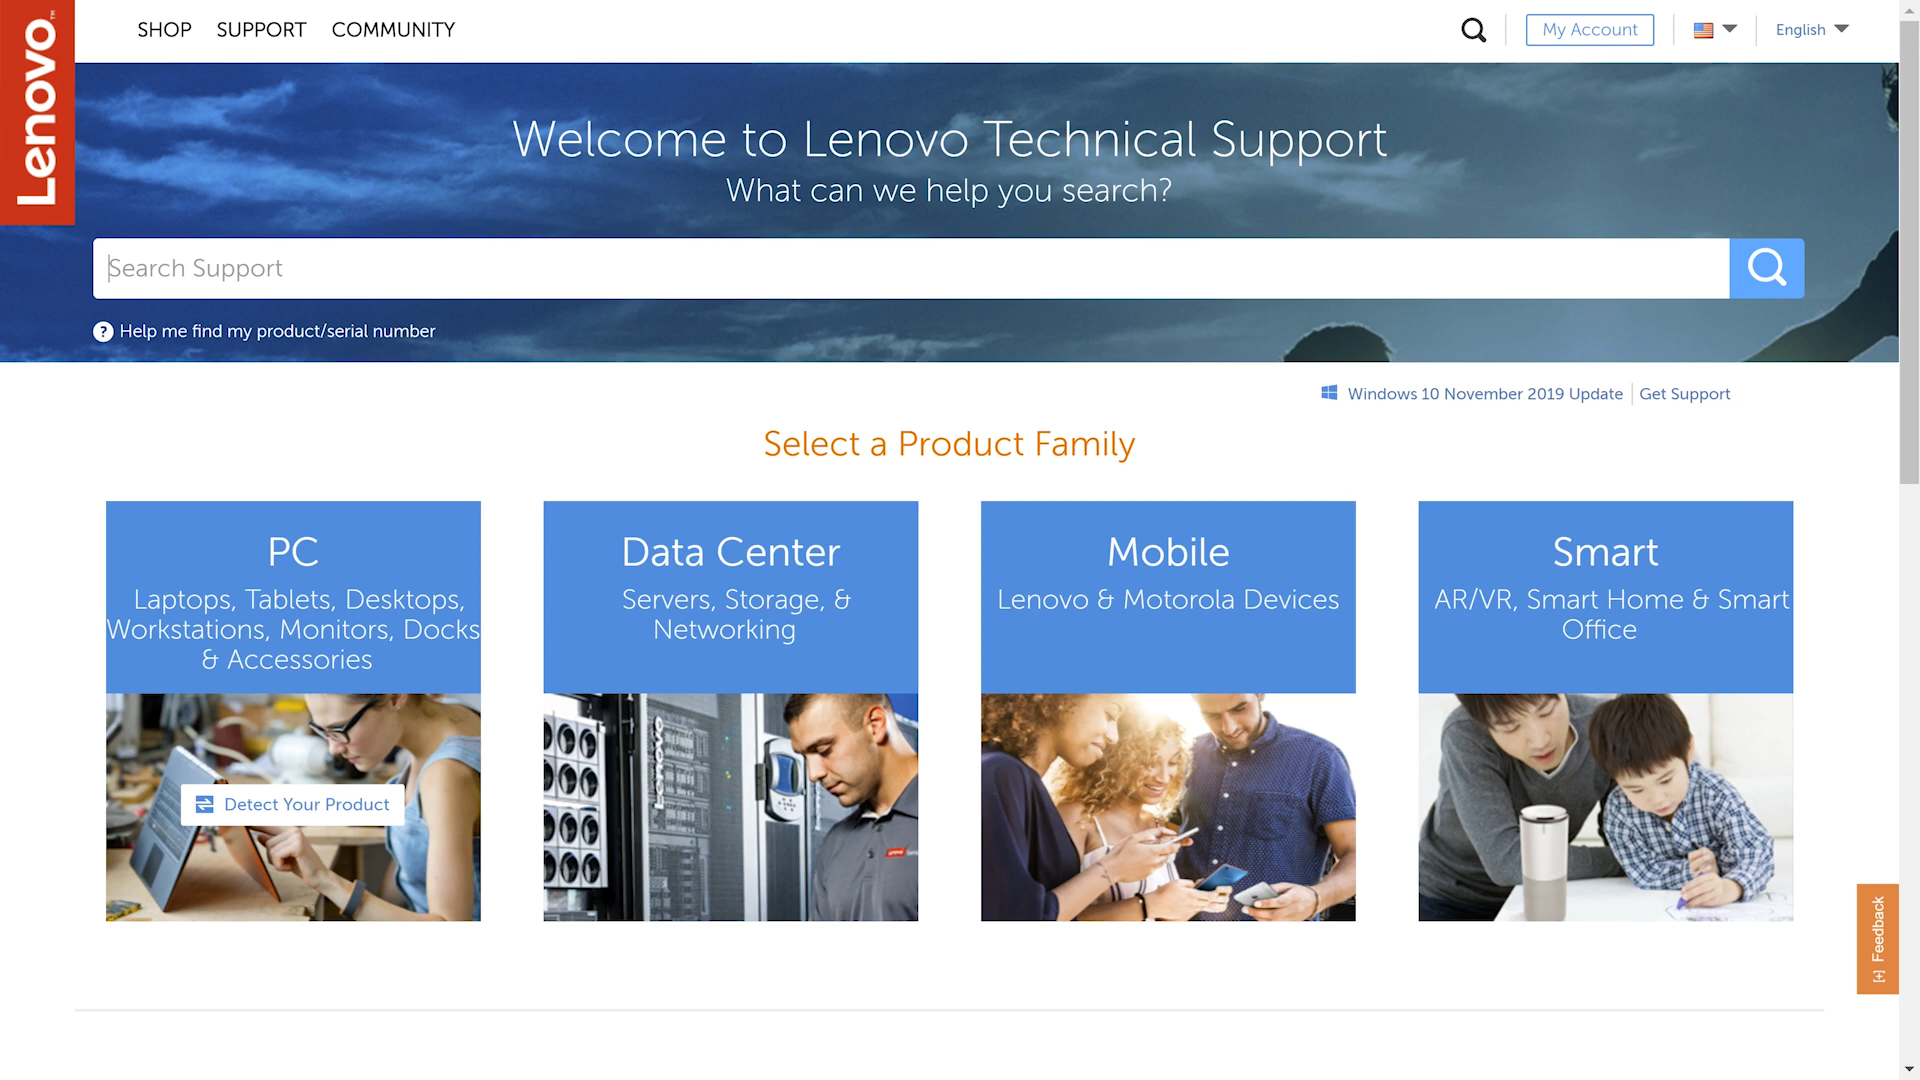 Lenovo™
SHOP SUPPORT COMMUNITY
My Account
English
Welcome to Lenovo Technical Support
What can we help you search?
Search Support
? Help me find my product/serial number
Windows 10 November 2019 Update
Get Support
Select a Product Family
PC
Laptops, Tablets, Desktops,
Workstations, Monitors, Docks
& Accessories
Detect Your Product
Data Center
Servers, Storage, &
Networking
Lenovo
Mobile
Lenovo & Motorola Devices
Smart
AR/VR, Smart Home & Smart
Office
[+] Feedback